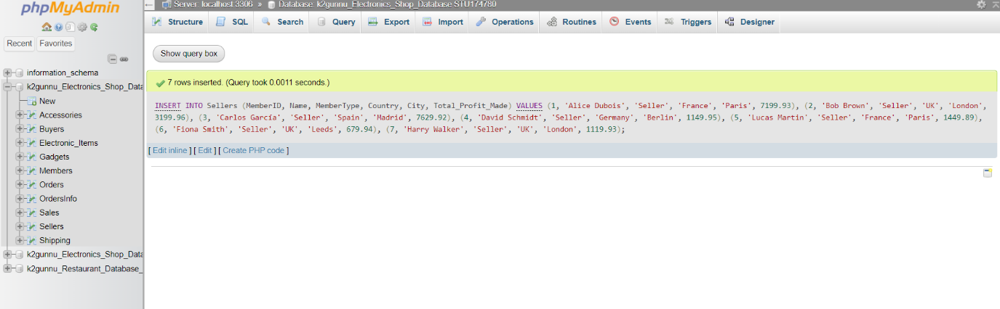 phpMyAdmin
Server: localhost:3306 » Database: k2gunnu_Electronics_Shop_Database STU174780
Structure SQL Search Query Export Import Operations Routines Events Triggers Designer
Recent Favorites
Show query box
information_schema
k2gunnu_Electronics_Shop_Data
New
Accessories
Buyers
Electronic_Items
Gadgets
Members
Orders
OrdersInfo
Sales
Sellers
Shipping
k2gunnu_Electronics_Shop_Data
k2gunnu_Restaurant_Database_
7 rows inserted. (Query took 0.0011 seconds.)
INSERT INTO Sellers (MemberID, Name, MemberType, Country, City, Total_Profit_Made) VALUES (1, 'Alice Dubois', 'Seller', 'France', 'Paris', 7199.93), (2, 'Bob Brown', 'Seller', 'UK', 'London',
3199.96), (3, 'Carlos García', 'Seller', 'Spain', 'Madrid', 7629.92), (4, 'David Schmidt', 'Seller', 'Germany', 'Berlin', 1149.95), (5, 'Lucas Martin', 'Seller', 'France', 'Paris', 1449.89),
(6, 'Fiona Smith', 'Seller', 'UK', 'Leeds', 679.94), (7, 'Harry Walker', 'Seller', 'UK', 'London', 1119.93);
[ Edit inline ] [ Edit ] [ Create PHP code ]